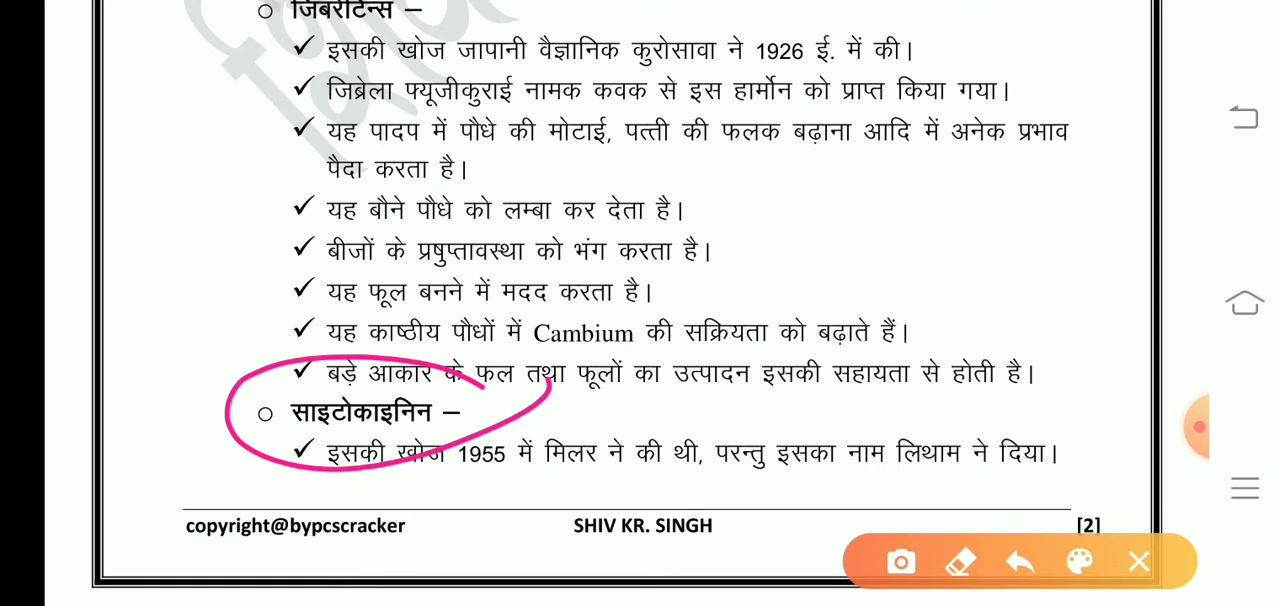 ○ जिबरेटिन्स –
✓ इसकी खोज जापानी वैज्ञानिक कुरोसावा ने 1926 ई. में की।
✓ जिब्रेला फ्यूजीकुराई नामक कवक से इस हार्मोन को प्राप्त किया गया।
✓ यह पादप में पौधे की मोटाई, पत्ती की फलक बढ़ाना आदि में अनेक प्रभाव
पैदा करता है।
✓ यह बौने पौधे को लम्बा कर देता है।
✓ बीजों के प्रषुप्तावस्था को भंग करता है।
✓ यह फूल बनने में मदद करता है।
✓ यह काष्ठीय पौधों में Cambium की सक्रियता को बढ़ाते हैं।
✓ बड़े आकार के फल तथा फूलों का उत्पादन इसकी सहायता से होती है।
○ साइटोकाइनिन –
✓ इसकी खोज 1955 में मिलर ने की थी, परन्तु इसका नाम लिथाम ने दिया।
copyright@bypcscracker SHIV KR. SINGH [2]